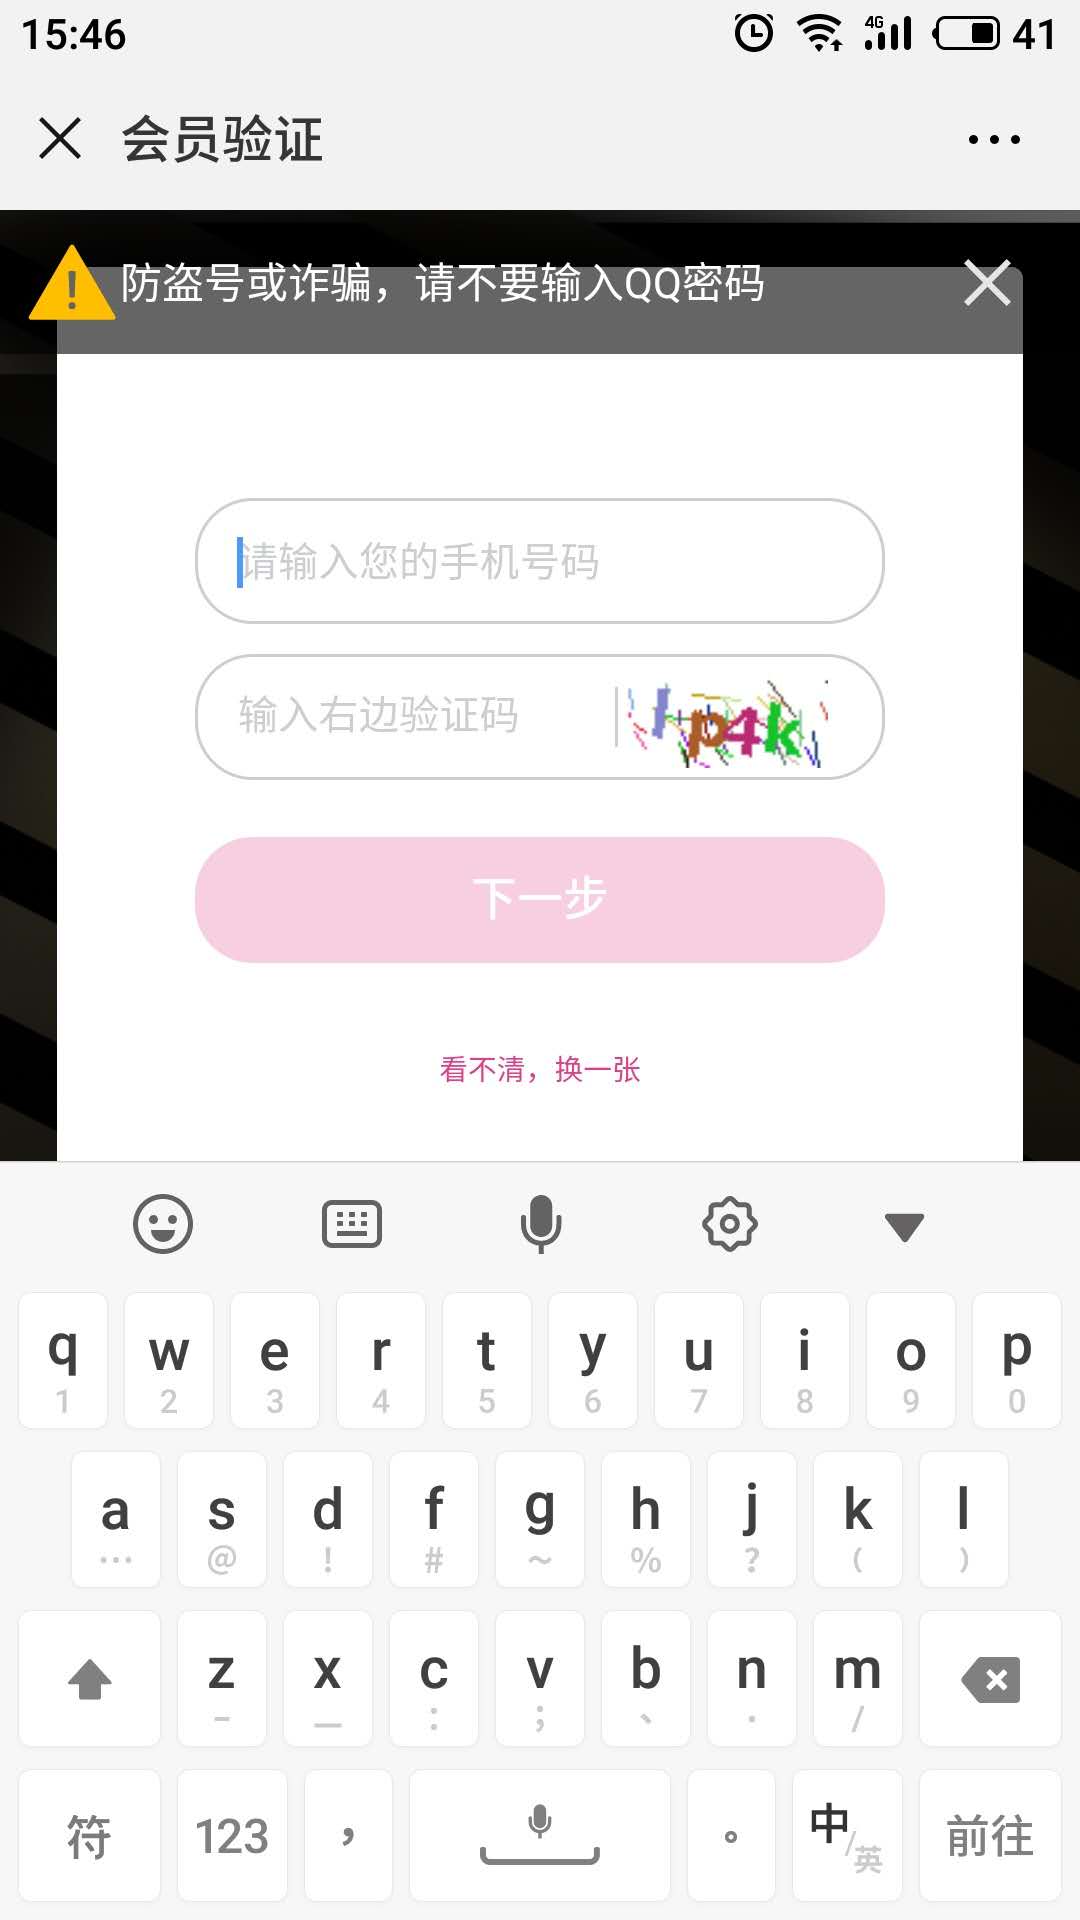 15:46 4G 41
会员验证
防盗号或诈骗，请不要输入QQ密码
请输入您的手机号码
输入右边验证码
p4k
下一步
看不清，换一张
q w e r t y u i o p
1 2 3 4 5 6 7 8 9 0
a s d f g h j k l
… @ ! # ~ % ? ( )
z x c v b n m
- — : ; 、 · /
符 123 ， 。 中/英 前往